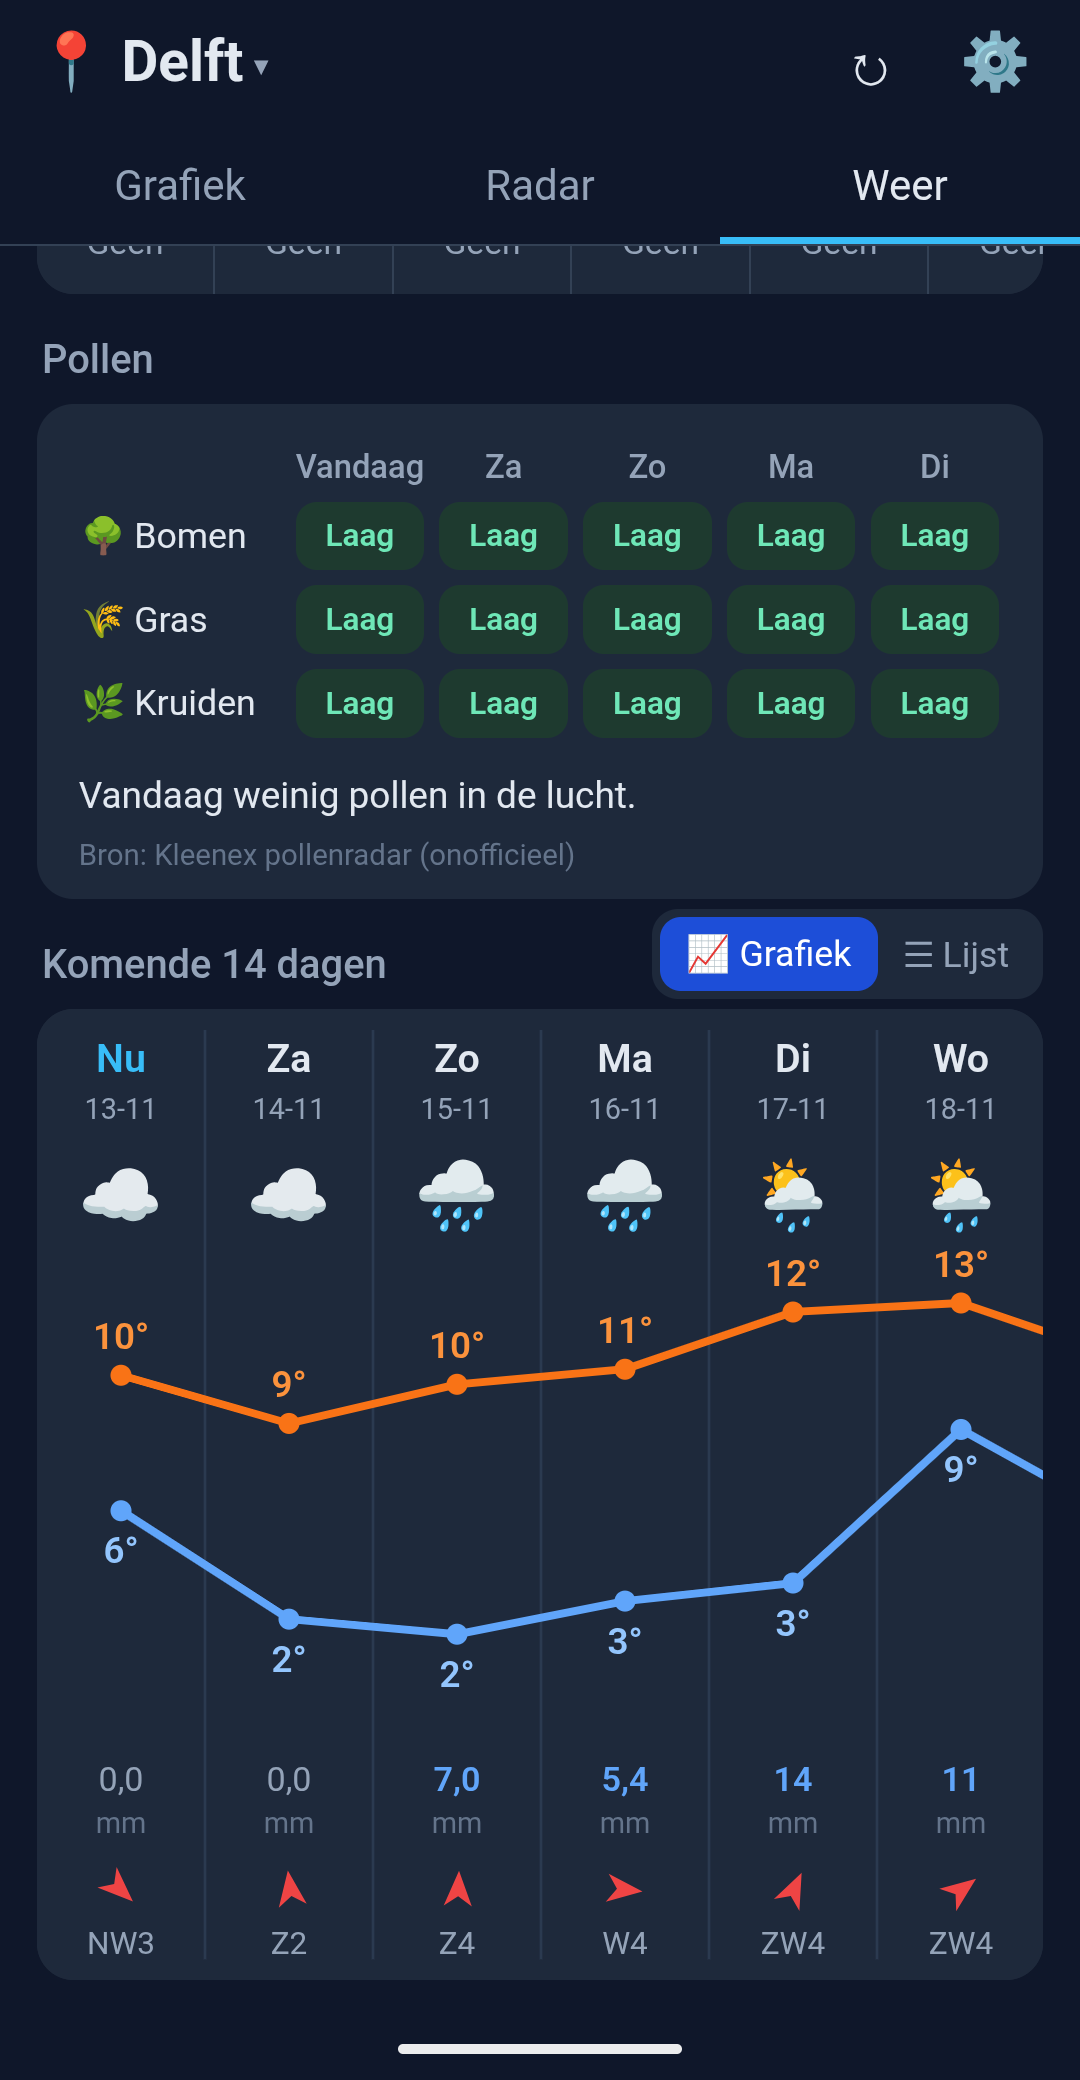 Delft ▾
Grafiek Radar Weer
Geen Geen Geen Geen Geen
Pollen
Vandaag Za Zo Ma Di
Bomen Laag Laag Laag Laag Laag
Gras Laag Laag Laag Laag Laag
Kruiden Laag Laag Laag Laag Laag
Vandaag weinig pollen in de lucht.
Bron: Kleenex pollenradar (onofficieel)
Komende 14 dagen Grafiek Lijst
Nu Za Zo Ma Di Wo
13-11 14-11 15-11 16-11 17-11 18-11
10° 9° 10° 11° 12° 13°
6° 2° 2° 3° 3° 9°
0,0 0,0 7,0 5,4 14 11
mm mm mm mm mm mm
NW3 Z2 Z4 W4 ZW4 ZW4